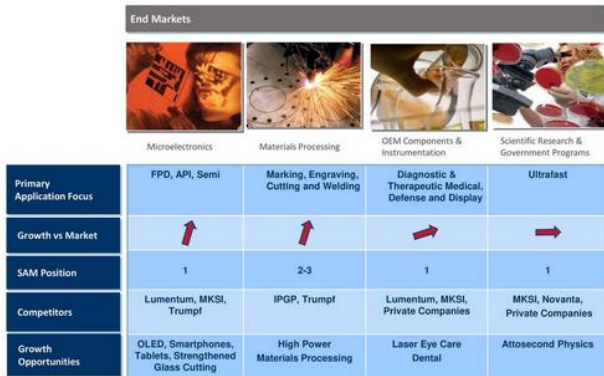 End Markets
Microelectronics
Materials Processing
OEM Components &
Instrumentation
Scientific Research &
Government Programs
Primary
Application Focus
FPD, API, Semi
Marking, Engraving,
Cutting and Welding
Diagnostic &
Therapeutic Medical,
Defense and Display
Ultrafast
Growth vs Market
SAM Position
1
2-3
1
1
Competitors
Lumentum, MKSI,
Trumpf
IPGP, Trumpf
Lumentum, MKSI,
Private Companies
MKSI, Novanta,
Private Companies
Growth
Opportunities
OLED, Smartphones,
Tablets, Strengthened
Glass Cutting
High Power
Materials Processing
Laser Eye Care
Dental
Attosecond Physics